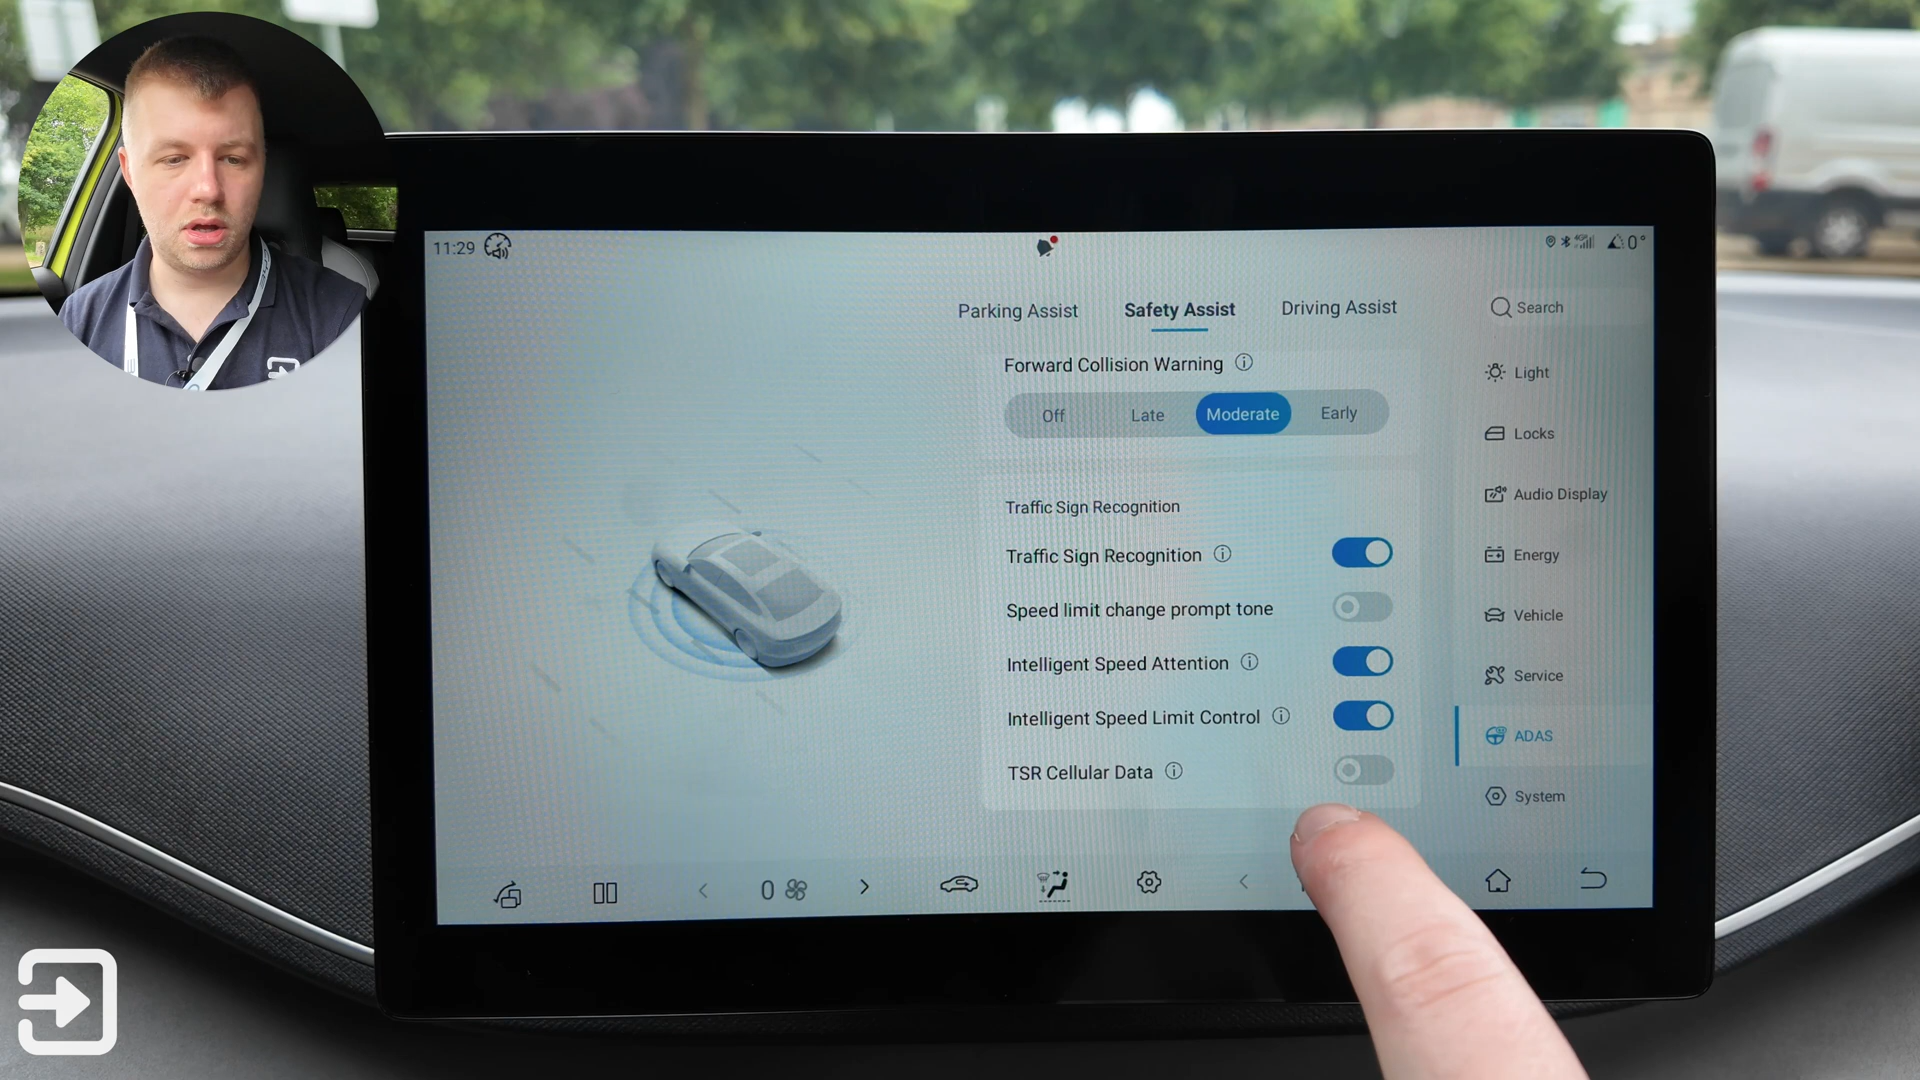 11:29
4G
0°
Parking Assist
Safety Assist
Driving Assist
Search
Forward Collision Warning
Off
Late
Moderate
Early
Traffic Sign Recognition
Traffic Sign Recognition
Speed limit change prompt tone
Intelligent Speed Attention
Intelligent Speed Limit Control
TSR Cellular Data
Light
Locks
Audio Display
Energy
Vehicle
Service
ADAS
System
0